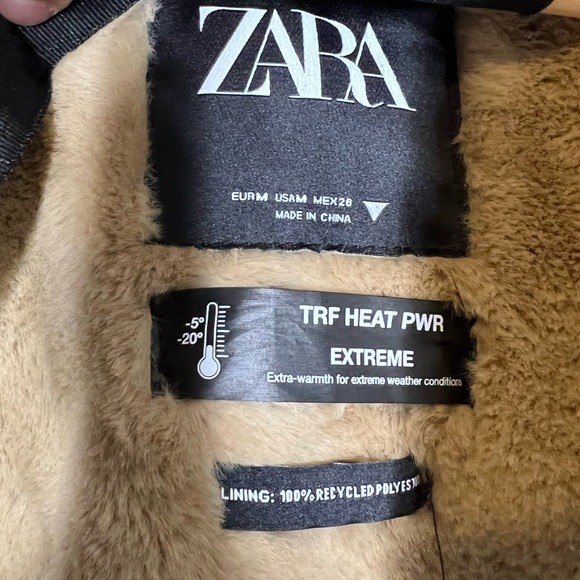 ZARA
EUR M USA M MEX 28
MADE IN CHINA
-5°
-20°
TRF HEAT PWR
EXTREME
Extra-warmth for extreme weather conditions
LINING: 100% RECYCLED POLYESTER